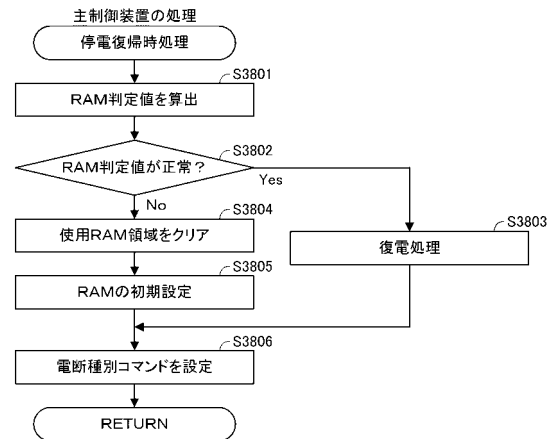 主制御装置の処理
停電復帰時処理
S3801
RAM判定値を算出
S3802
RAM判定値が正常？
Yes
No
S3804
使用RAM領域をクリア
S3803
復電処理
S3805
RAMの初期設定
S3806
電断種別コマンドを設定
RETURN